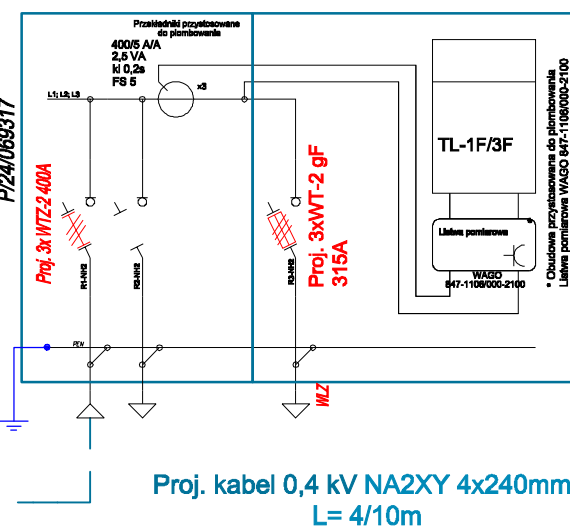 Przekładniki przystosowane
do plombowania
400/5 A/A
2,5 VA
kl 0,2s
FS 5
x3
L1; L2; L3
P/24/069317
Proj. 3x WTZ-2 400A
R1-NH2
R2-NH2
Proj. 3xWT-2 gF
315A
R3-NH2
TL-1F/3F
Listwa pomiarowa
*
WAGO
847-1108/000-2100
* Obudowa przystosowana do plombowania
Listwa pomiarowa WAGO 847-1108/000-2100
PEN
WLZ
Proj. kabel 0,4 kV NA2XY 4x240mm
L= 4/10m